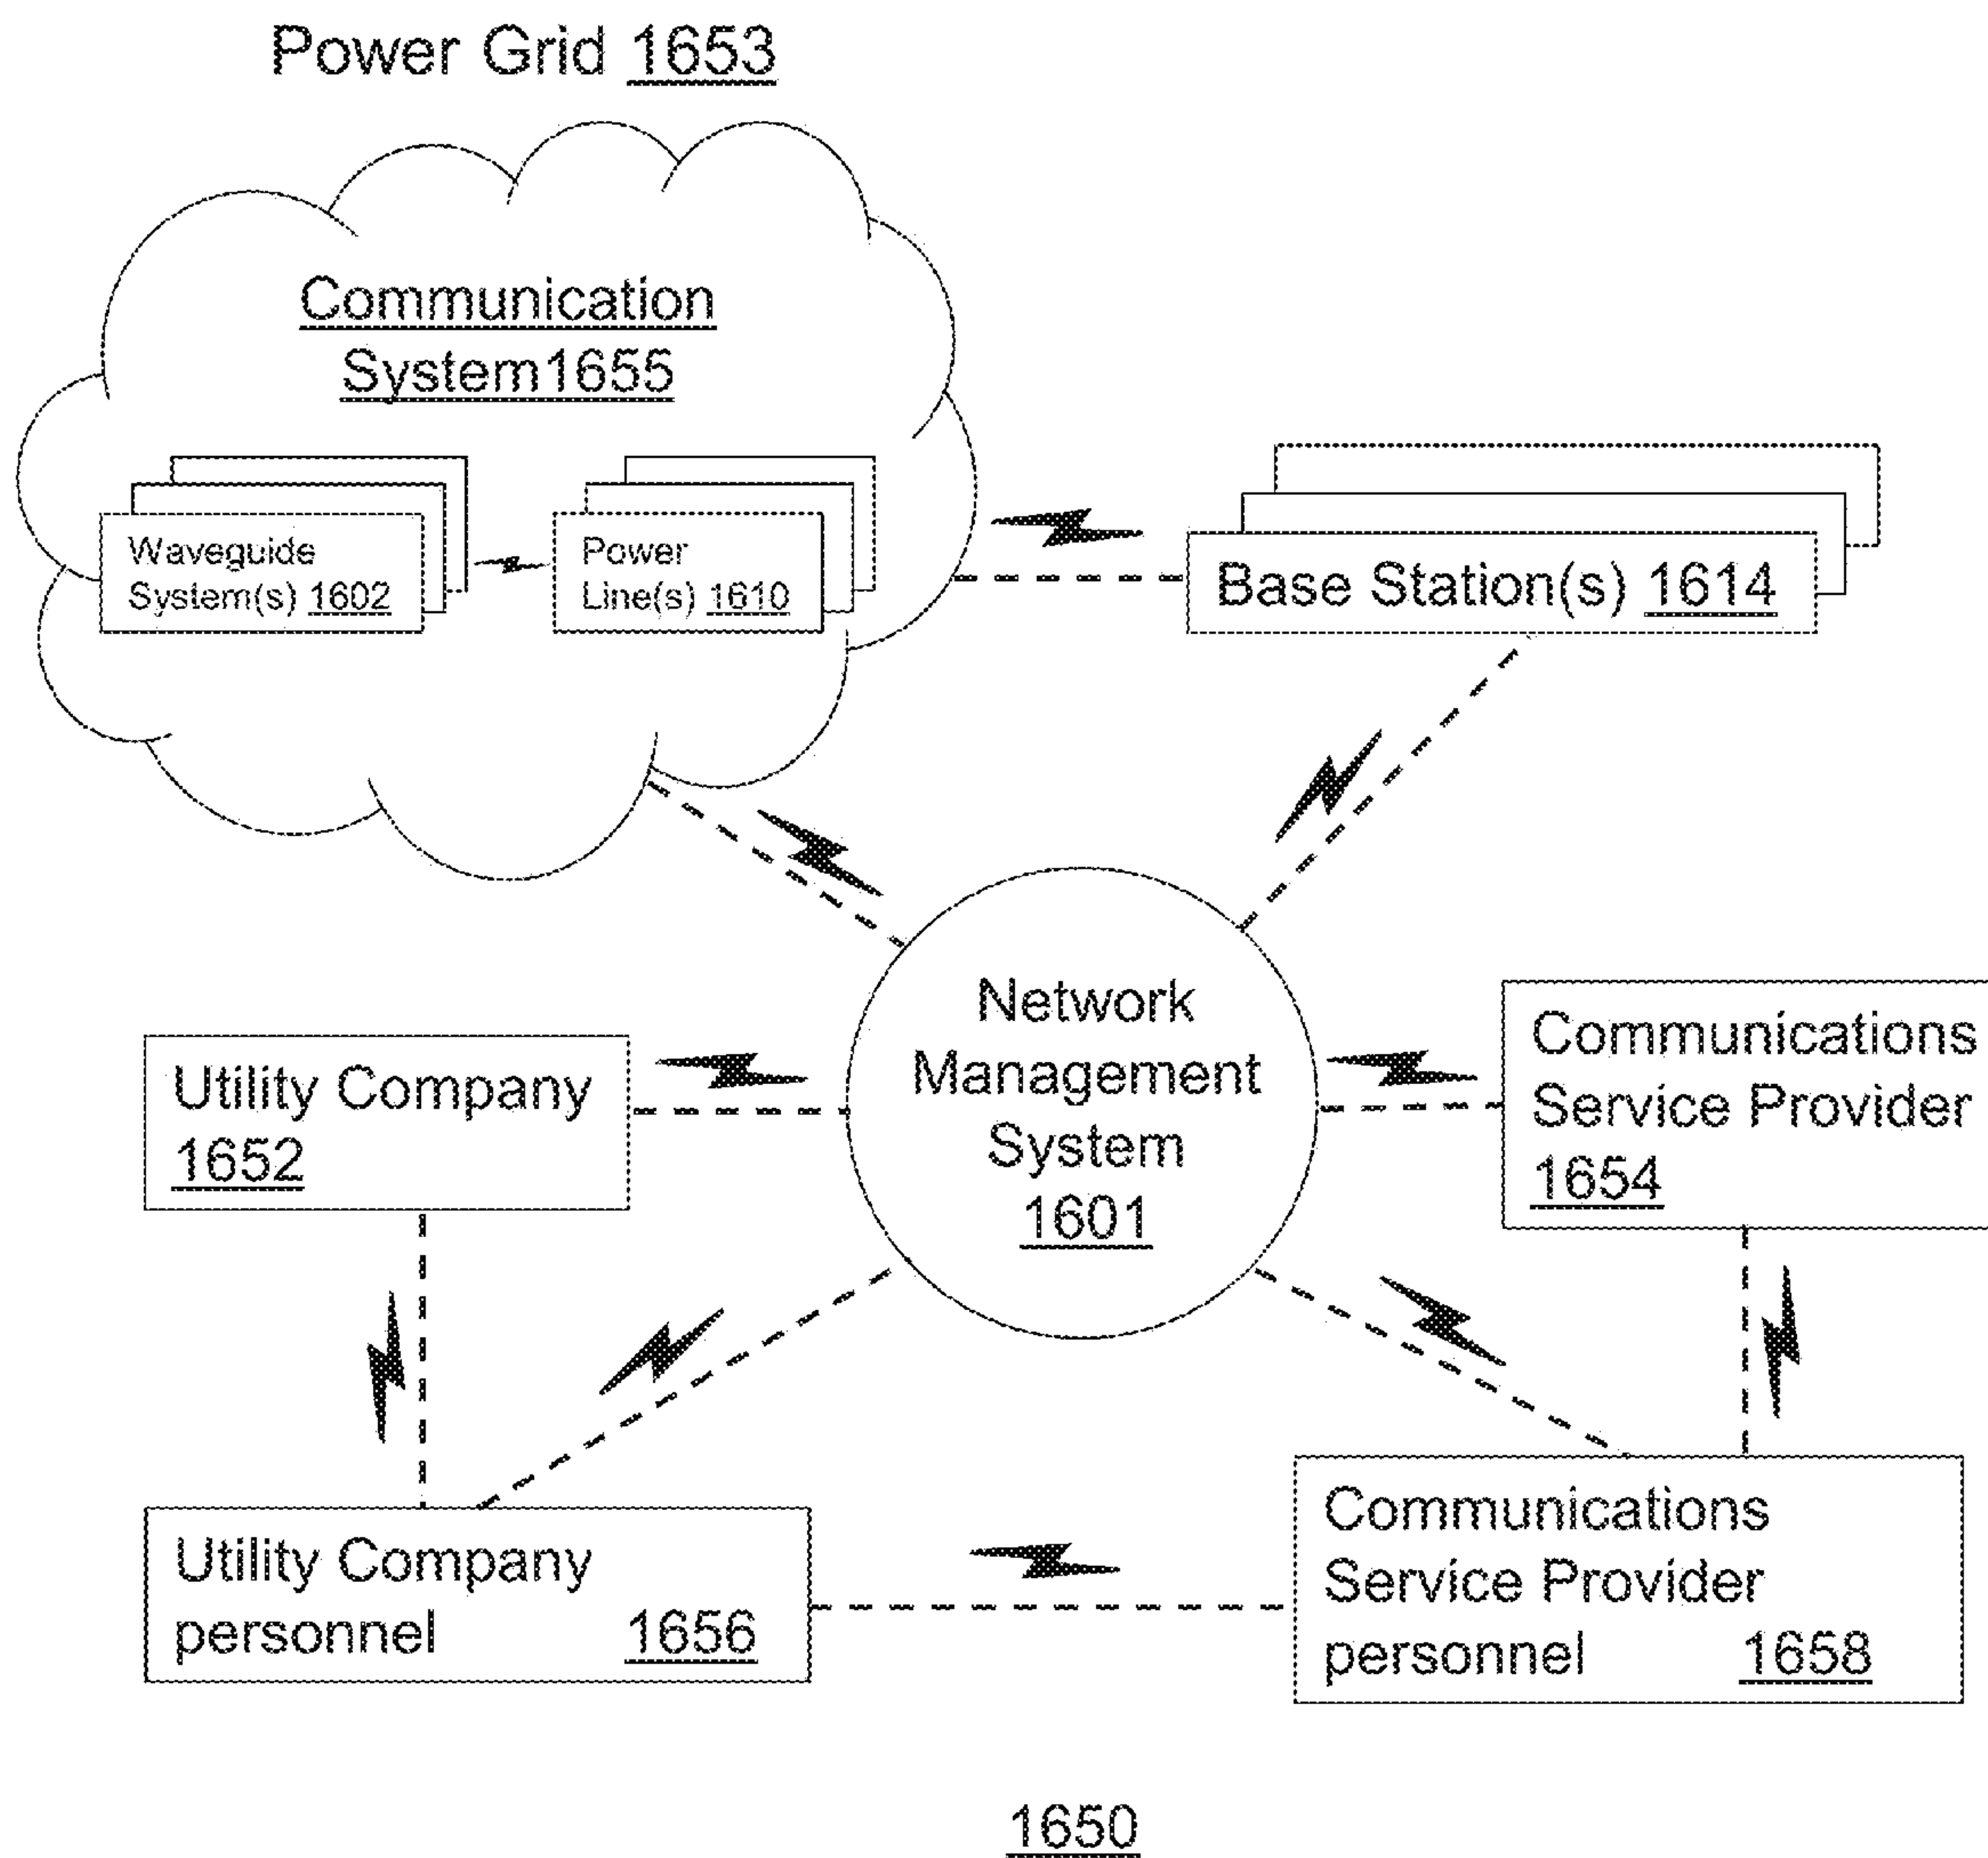 Power Grid 1653
Communication
System1655
Waveguide
System(s) 1602
Power
Line(s) 1610
Base Station(s) 1614
Network
Management
System
1601
Utility Company
1652
Communications
Service Provider
1654
Utility Company
personnel 1656
Communications
Service Provider
personnel 1658
1650